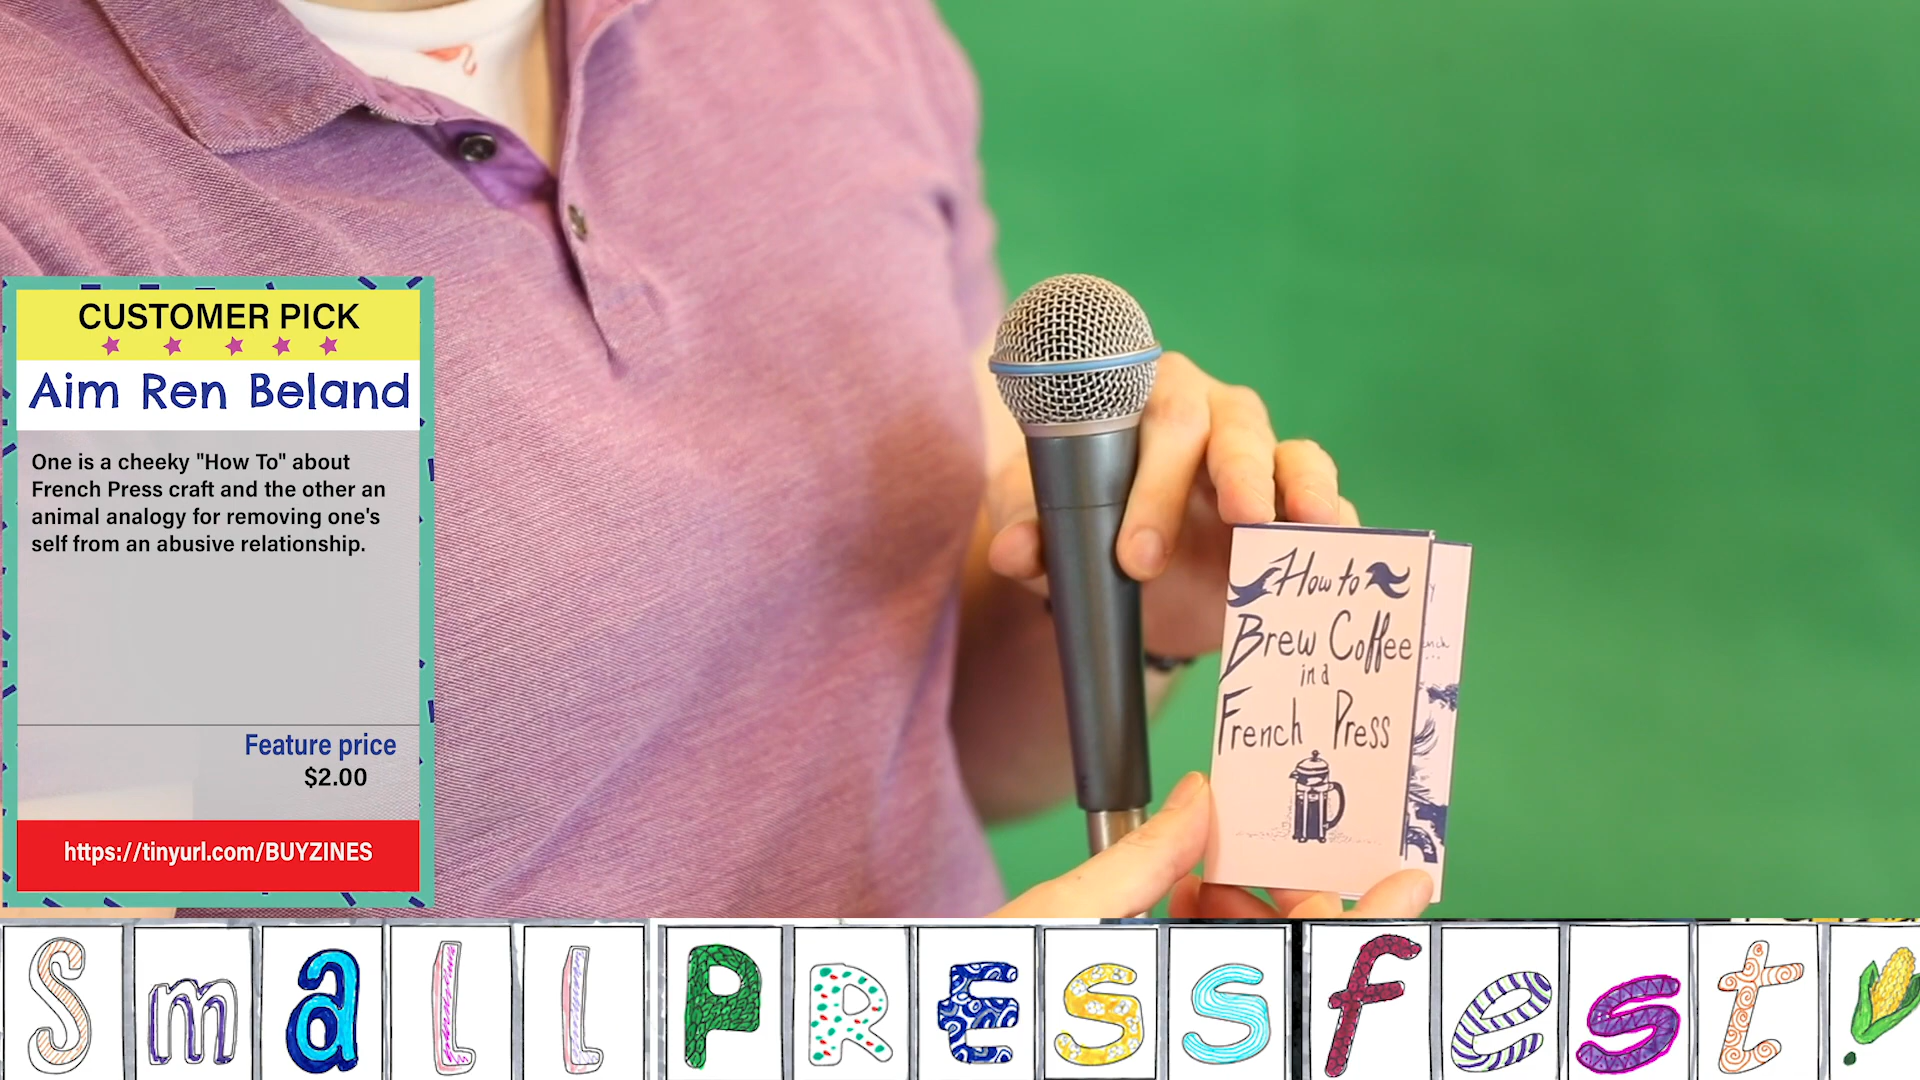 CUSTOMER PICK
Aim Ren Beland
One is a cheeky "How To" about
French Press craft and the other an
animal analogy for removing one's
self from an abusive relationship.
Feature price
$2.00
https://tinyurl.com/BUYZINES
How to
Brew Coffee
in a
French Press
Small PRESS fest